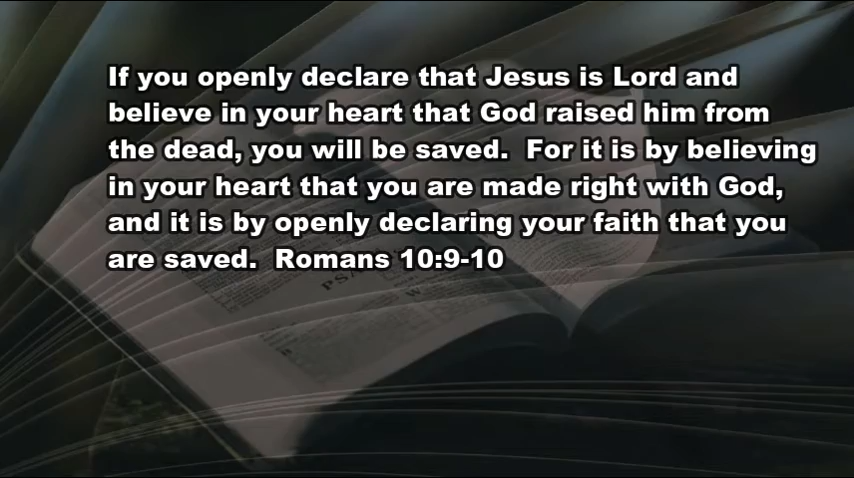 If you openly declare that Jesus is Lord and
believe in your heart that God raised him from
the dead, you will be saved.  For it is by believing
in your heart that you are made right with God,
and it is by openly declaring your faith that you
are saved.  Romans 10:9-10